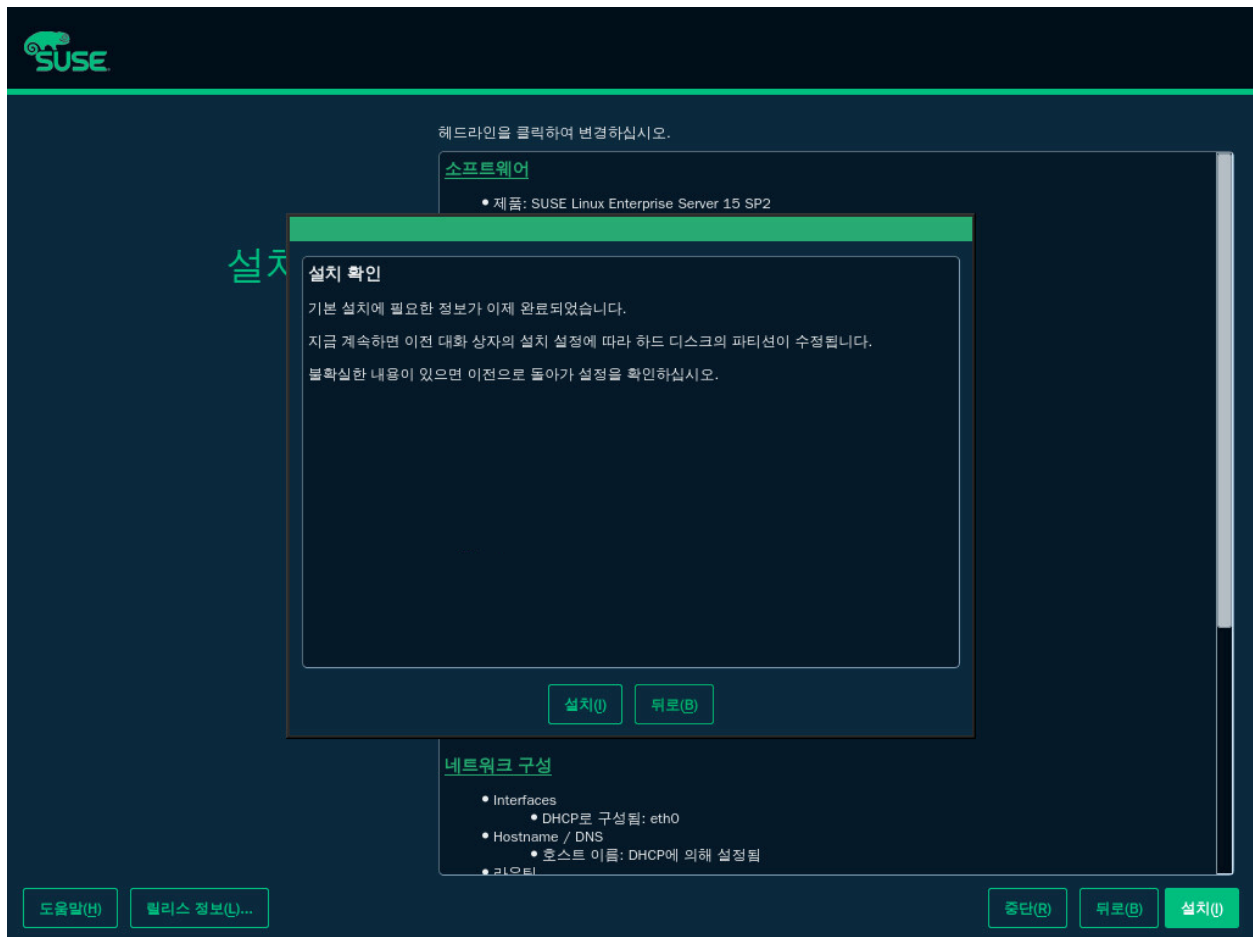 SUSE
헤드라인을 클릭하여 변경하십시오.
소프트웨어
• 제품: SUSE Linux Enterprise Server 15 SP2
설치 확인
기본 설치에 필요한 정보가 이제 완료되었습니다.
지금 계속하면 이전 대화 상자의 설치 설정에 따라 하드 디스크의 파티션이 수정됩니다.
불확실한 내용이 있으면 이전으로 돌아가 설정을 확인하십시오.
설치(I) 뒤로(B)
네트워크 구성
• Interfaces
• DHCP로 구성됨: eth0
• Hostname / DNS
• 호스트 이름: DHCP에 의해 설정됨
도움말(H) 릴리스 정보(L)... 중단(R) 뒤로(B) 설치(I)